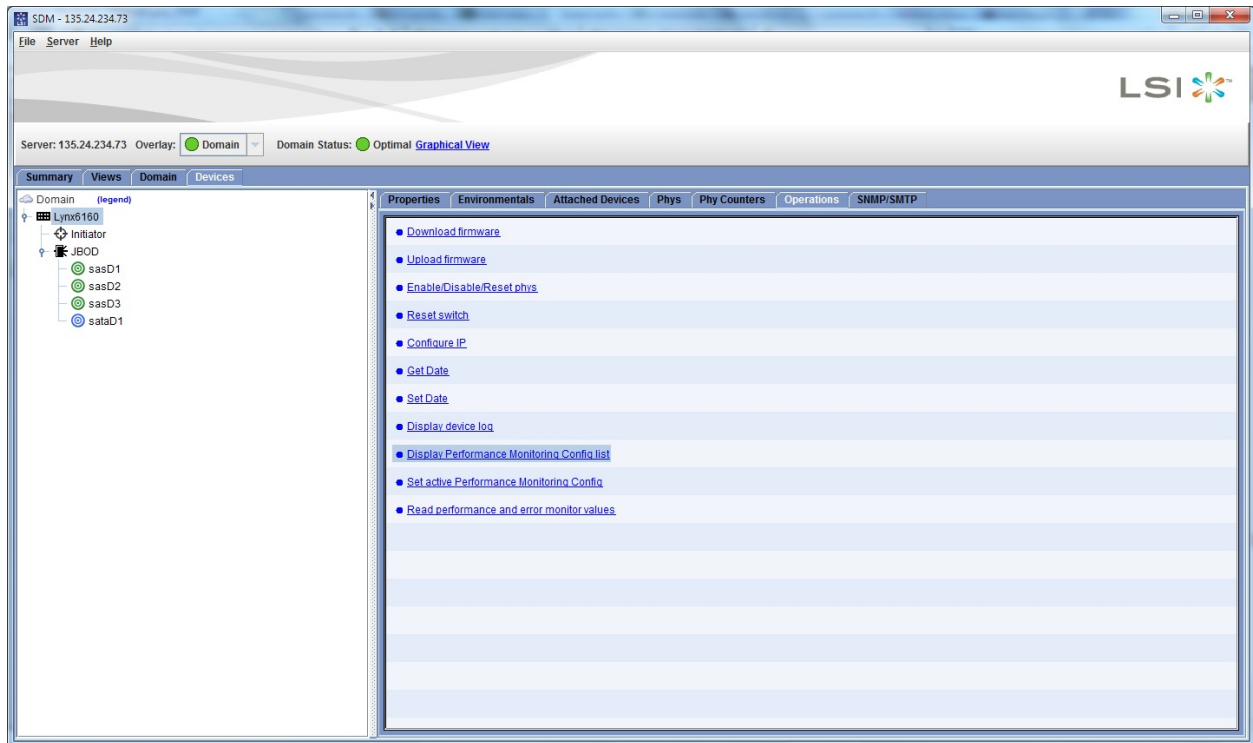 SDM - 135.24.234.73
File Server Help
LSI
Server: 135.24.234.73 Overlay: Domain Domain Status: Optimal Graphical View
Summary Views Domain Devices
Domain (legend)
Lynx6160
Initiator
JBOD
sasD1
sasD2
sasD3
sataD1
Properties Environmentals Attached Devices Phys Phy Counters Operations SNMP/SMTP
Download firmware
Upload firmware
Enable/Disable/Reset phys
Reset switch
Configure IP
Get Date
Set Date
Display device log
Display Performance Monitoring Config list
Set active Performance Monitoring Config
Read performance and error monitor values